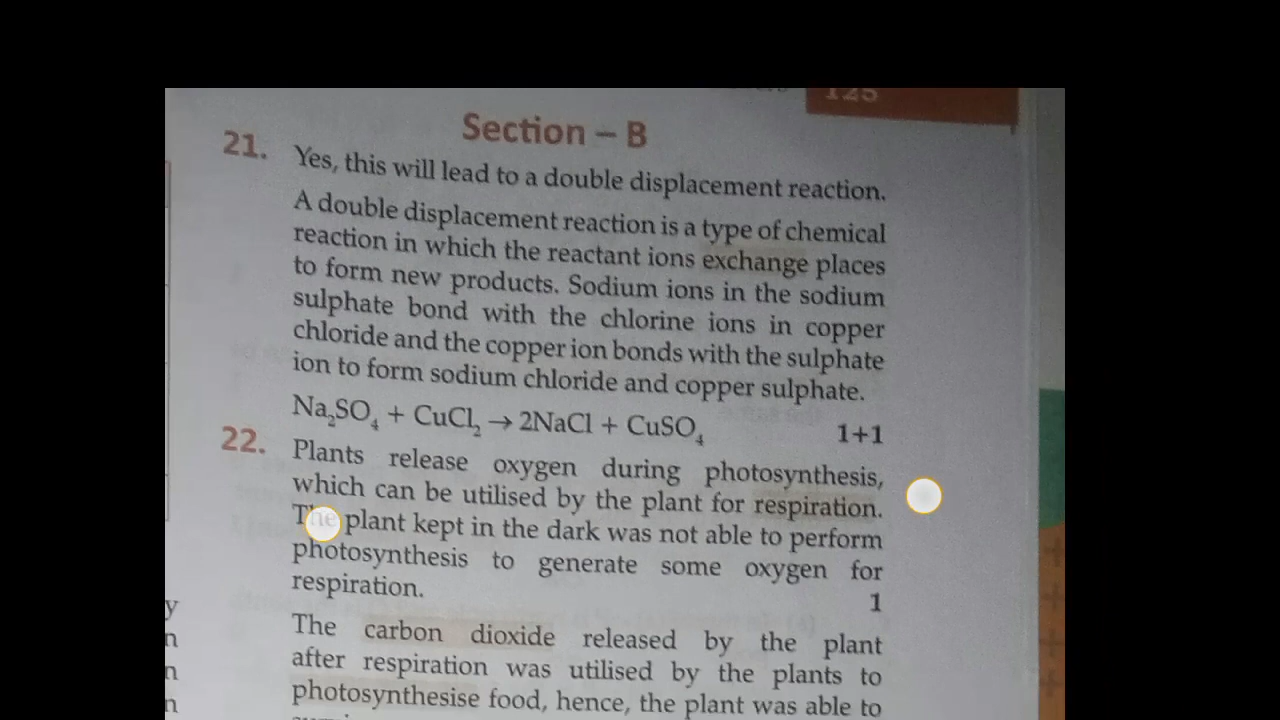 125
Section – B
21. Yes, this will lead to a double displacement reaction.
A double displacement reaction is a type of chemical
reaction in which the reactant ions exchange places
to form new products. Sodium ions in the sodium
sulphate bond with the chlorine ions in copper
chloride and the copper ion bonds with the sulphate
ion to form sodium chloride and copper sulphate.
Na₂SO₄ + CuCl₂ → 2NaCl + CuSO₄ 1+1
22. Plants release oxygen during photosynthesis,
which can be utilised by the plant for respiration.
The plant kept in the dark was not able to perform
photosynthesis to generate some oxygen for
respiration. 1
The carbon dioxide released by the plant
after respiration was utilised by the plants to
photosynthesise food, hence, the plant was able to
y
n
n
n